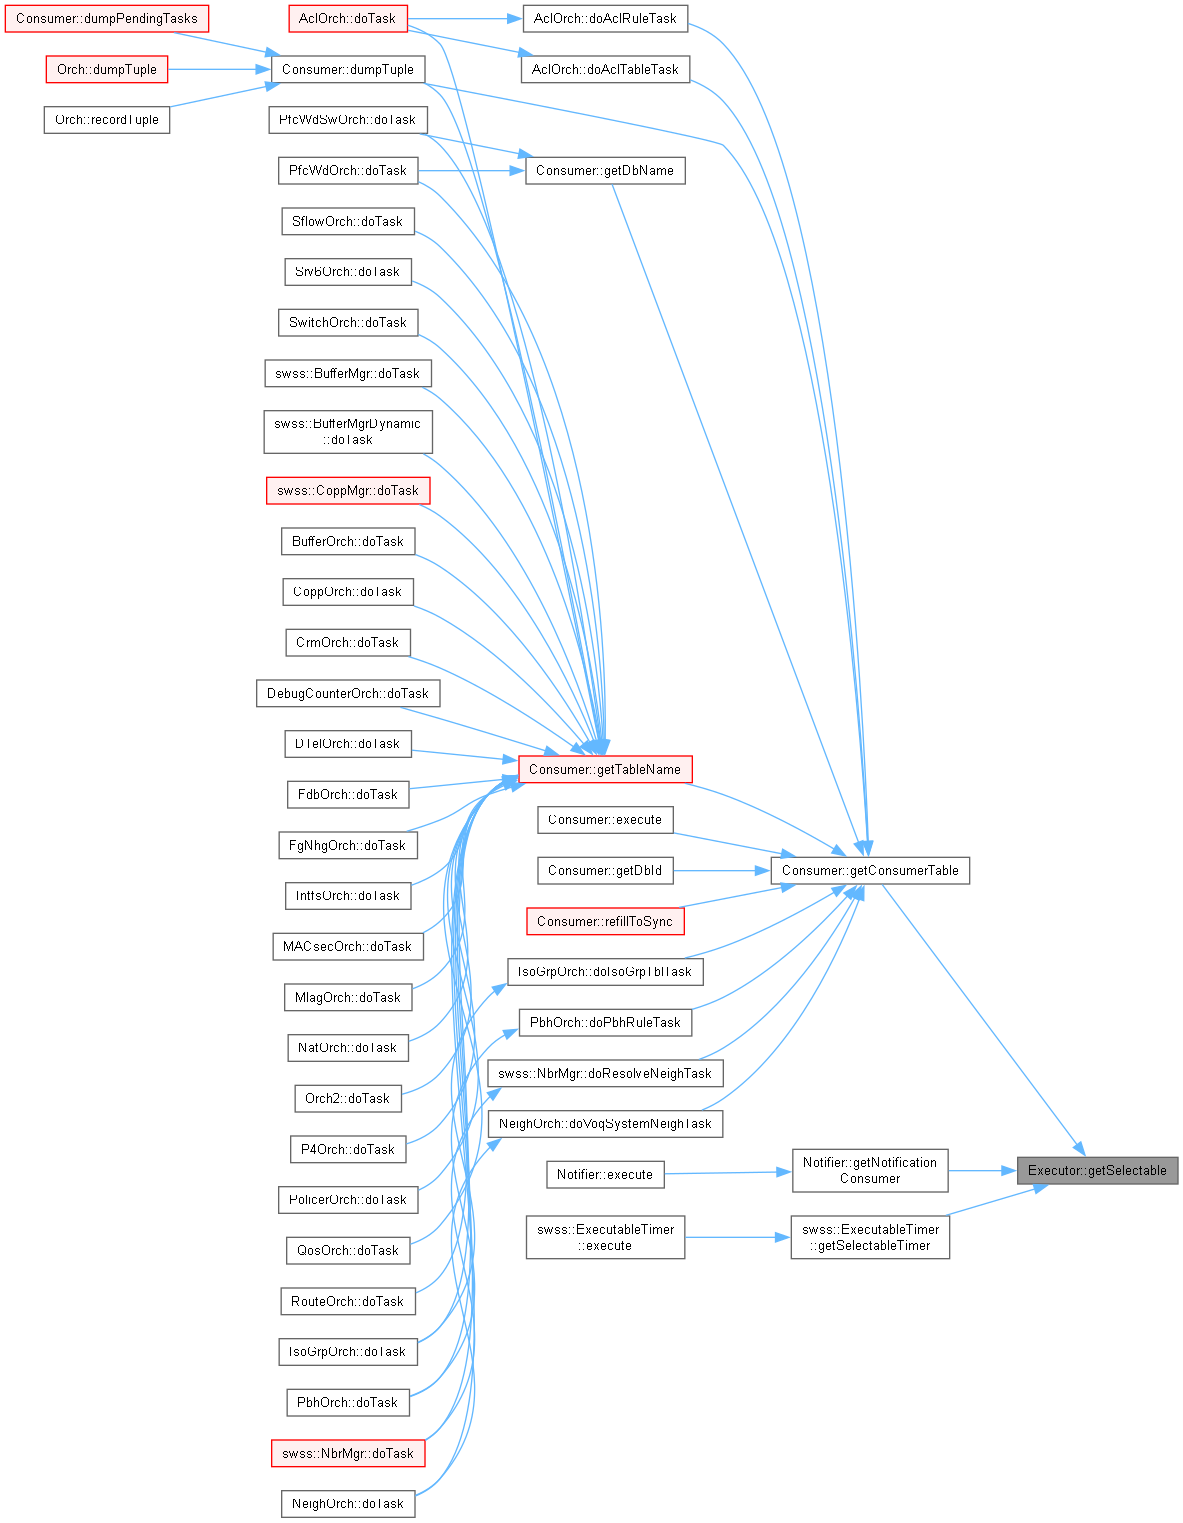 Consumer::dumpPendingTasks
Orch::dumpTuple
Orch::recordTuple
AclOrch::doTask
Consumer::dumpTuple
PfcWdSwOrch::doTask
PfcWdOrch::doTask
SflowOrch::doTask
Srv6Orch::doTask
SwitchOrch::doTask
swss::BufferMgr::doTask
swss::BufferMgrDynamic
::doTask
swss::CoppMgr::doTask
BufferOrch::doTask
CoppOrch::doTask
CrmOrch::doTask
DebugCounterOrch::doTask
DTelOrch::doTask
FdbOrch::doTask
FgNhgOrch::doTask
IntfsOrch::doTask
MACsecOrch::doTask
MlagOrch::doTask
NatOrch::doTask
Orch2::doTask
P4Orch::doTask
PolicerOrch::doTask
QosOrch::doTask
RouteOrch::doTask
IsoGrpOrch::doTask
PbhOrch::doTask
swss::NbrMgr::doTask
NeighOrch::doTask
AclOrch::doAclRuleTask
AclOrch::doAclTableTask
Consumer::getDbName
Consumer::getTableName
Consumer::execute
Consumer::getDbId
Consumer::refillToSync
IsoGrpOrch::doIsoGrpTblTask
PbhOrch::doPbhRuleTask
swss::NbrMgr::doResolveNeighTask
NeighOrch::doVoqSystemNeighTask
Notifier::execute
swss::ExecutableTimer
::execute
Consumer::getConsumerTable
Notifier::getNotification
Consumer
swss::ExecutableTimer
::getSelectableTimer
Executor::getSelectable